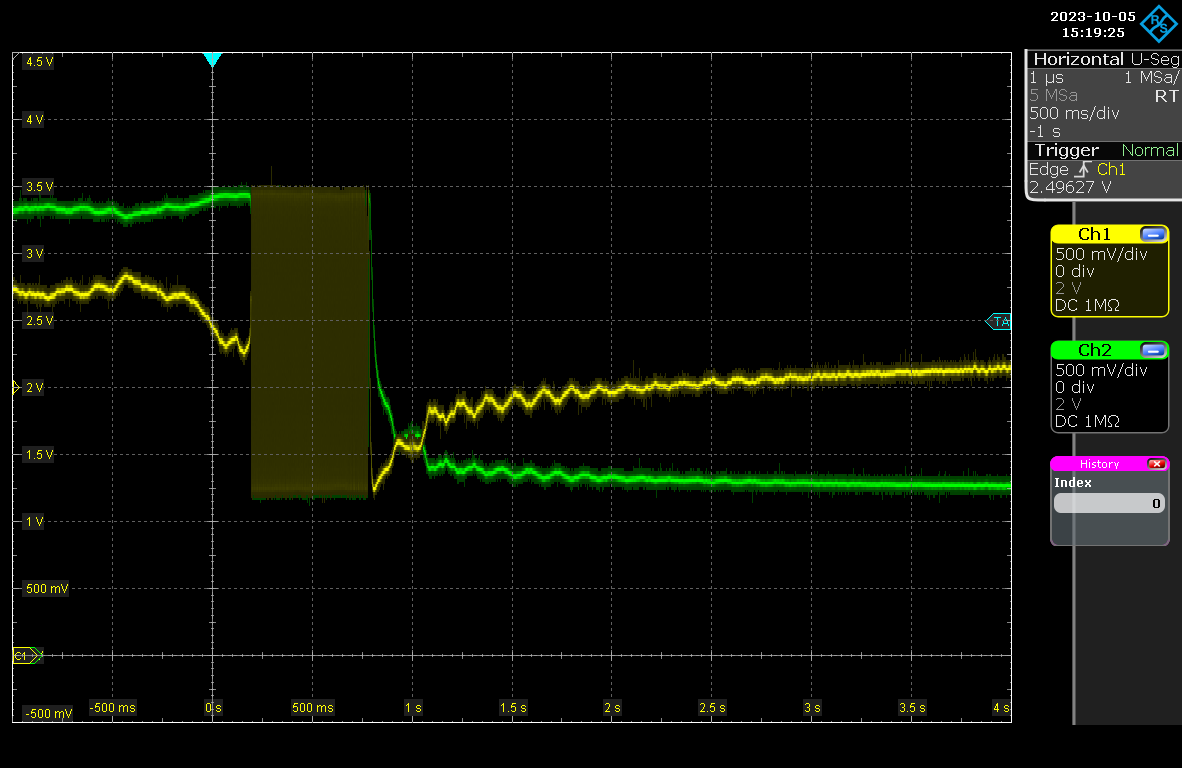 2023-10-05
15:19:25
R S
Horizontal U-Seg
1 µs 1 MSa/
5 MSa RT
500 ms/div
-1 s
Trigger Normal
Edge Ch1
2.49627 V
Ch1
500 mV/div
0 div
2 V
DC 1MΩ
Ch2
500 mV/div
0 div
2 V
DC 1MΩ
History
Index
0
4.5 V
4 V
3.5 V
3 V
2.5 V
TA
2 V
1.5 V
1 V
500 mV
C1
-500 mV
-500 ms 0 s 500 ms 1 s 1.5 s 2 s 2.5 s 3 s 3.5 s 4 s